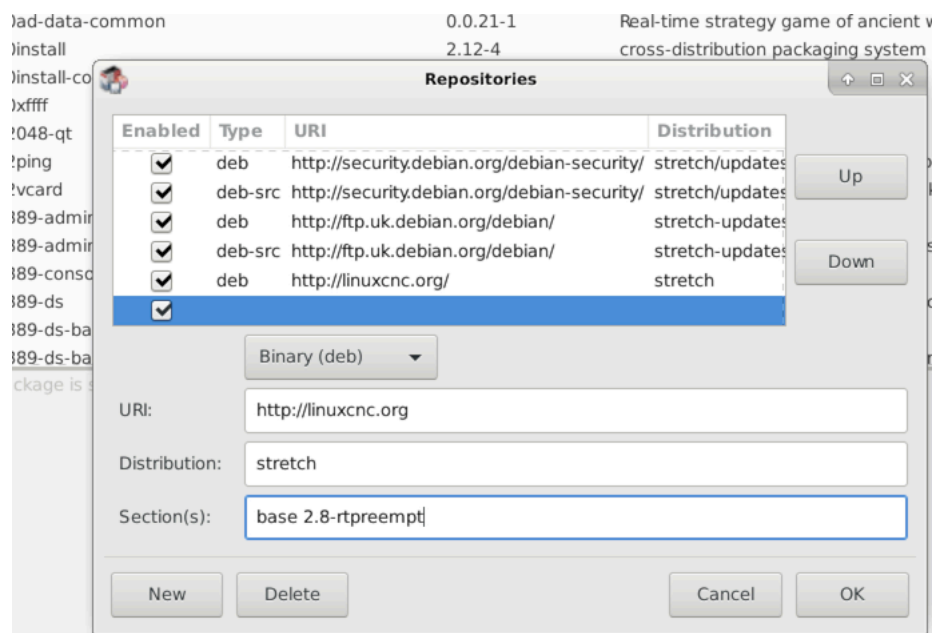 0ad-data-common 0.0.21-1 Real-time strategy game of ancient
0install 2.12-4 cross-distribution packaging system
0install-co
Repositories
0xffff
2048-qt
2ping
2vcard
389-admin
389-admin
389-conso
389-ds
389-ds-ba
389-ds-ba
ckage is s
Enabled Type URI Distribution
deb http://security.debian.org/debian-security/ stretch/updates
deb-src http://security.debian.org/debian-security/ stretch/updates
deb http://ftp.uk.debian.org/debian/ stretch-updates
deb-src http://ftp.uk.debian.org/debian/ stretch-updates
deb http://linuxcnc.org/ stretch
Up
Down
Binary (deb)
URI: http://linuxcnc.org
Distribution: stretch
Section(s): base 2.8-rtpreempt
New Delete Cancel OK